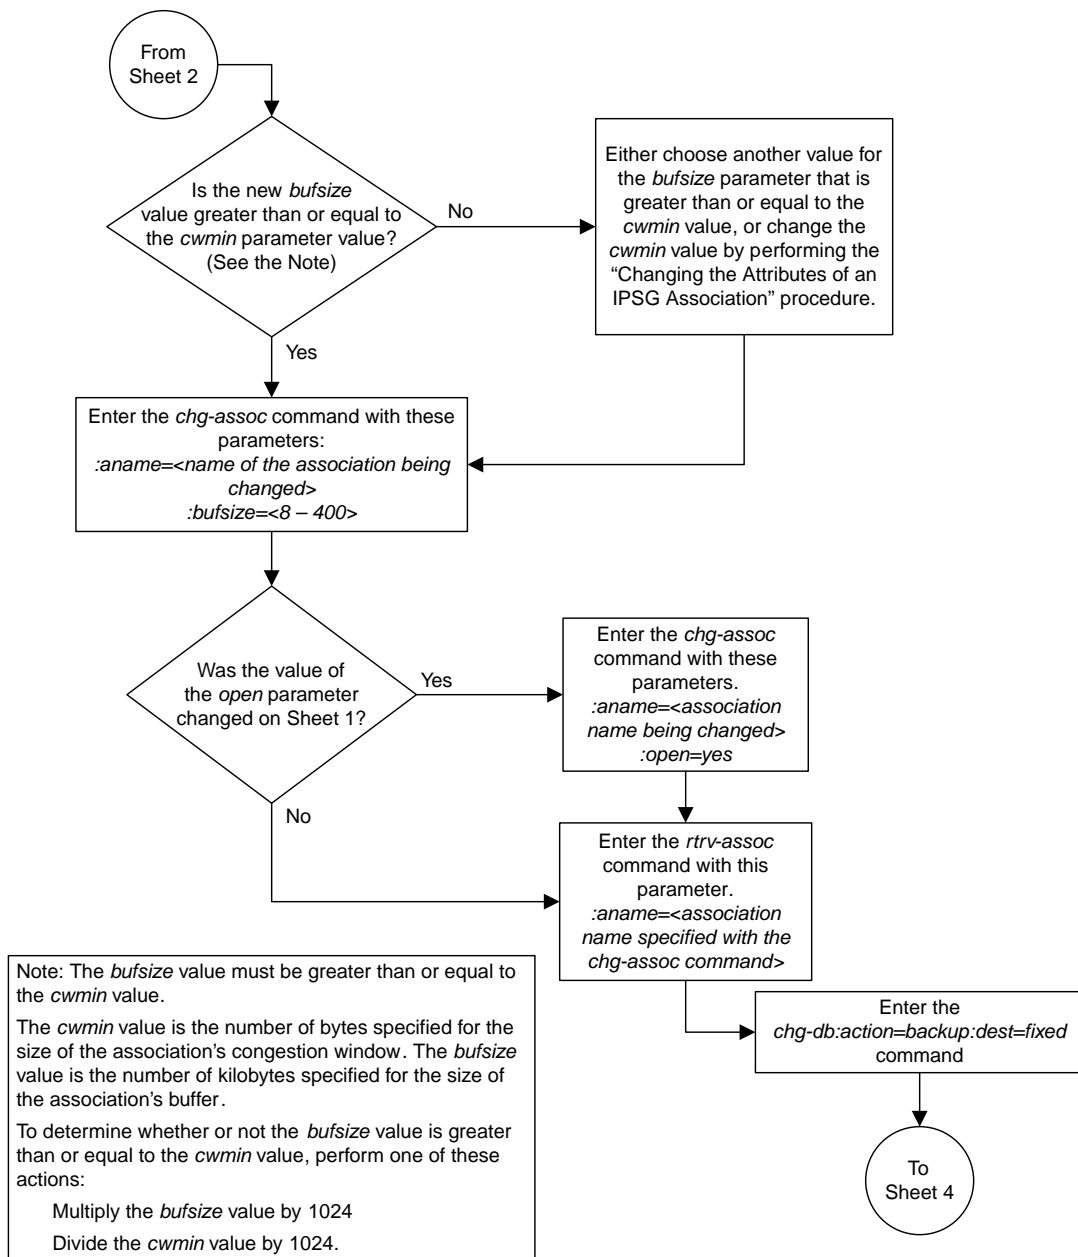 From
Sheet 2
Is the new bufsize
value greater than or equal to
the cwmin parameter value?
(See the Note)
No
Either choose another value for
the bufsize parameter that is
greater than or equal to the
cwmin value, or change the
cwmin value by performing the
“Changing the Attributes of an
IPSG Association” procedure.
Yes
Enter the chg-assoc command with these
parameters:
:aname=<name of the association being
changed>
:bufsize=<8 – 400>
Was the value of
the open parameter
changed on Sheet 1?
Yes
Enter the chg-assoc
command with these
parameters.
:aname=<association
name being changed>
:open=yes
No
Enter the rtrv-assoc
command with this
parameter.
:aname=<association
name specified with the
chg-assoc command>
Enter the
chg-db:action=backup:dest=fixed
command
To
Sheet 4
Note: The bufsize value must be greater than or equal to
the cwmin value.
The cwmin value is the number of bytes specified for the
size of the association’s congestion window. The bufsize
value is the number of kilobytes specified for the size of
the association’s buffer.
To determine whether or not the bufsize value is greater
than or equal to the cwmin value, perform one of these
actions:
Multiply the bufsize value by 1024
Divide the cwmin value by 1024.